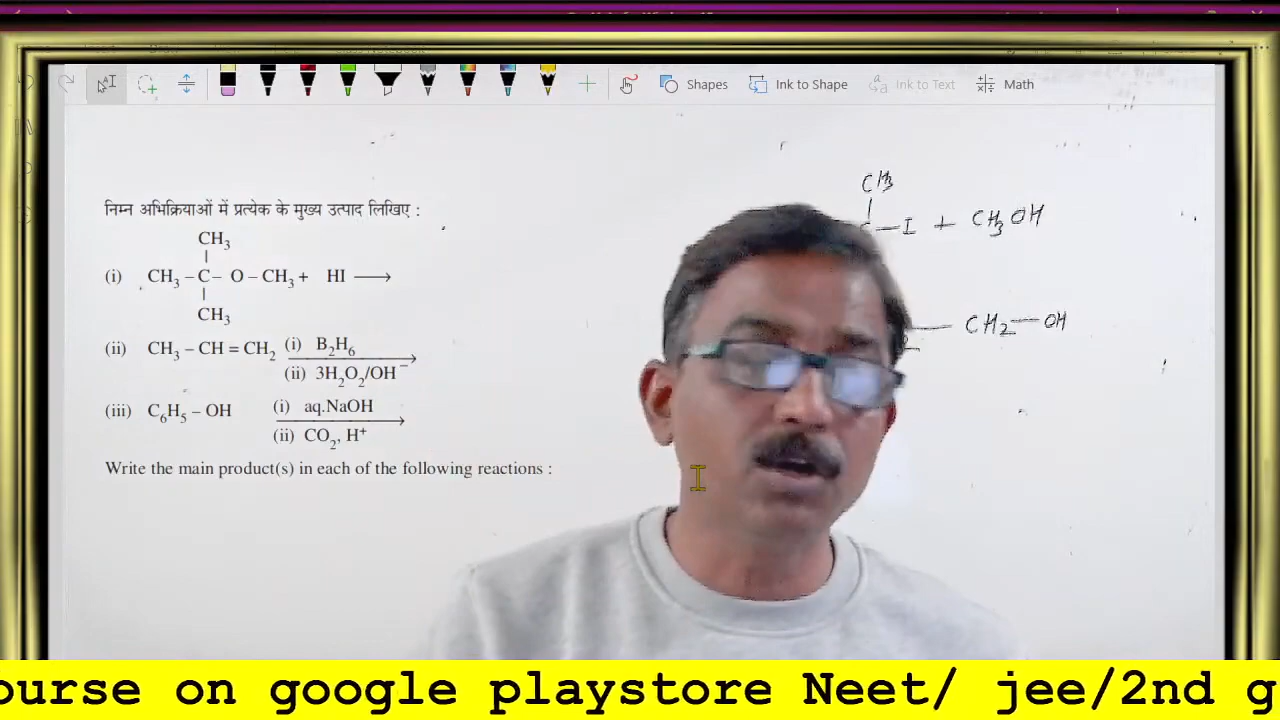 Shapes Ink to Shape Ink to Text Math
निम्न अभिक्रियाओं में प्रत्येक के मुख्य उत्पाद लिखिए :
CH₃
(i) CH₃ – C – O – CH₃ + HI ⟶
CH₃
(ii) CH₃ – CH = CH₂ (i) B₂H₆
(ii) 3H₂O₂/OH⁻
(iii) C₆H₅ – OH (i) aq.NaOH
(ii) CO₂, H⁺
Write the main product(s) in each of the following reactions :
CH₃
—I + CH₃OH
— CH₂—OH
ourse on google playstore Neet/ jee/2nd g